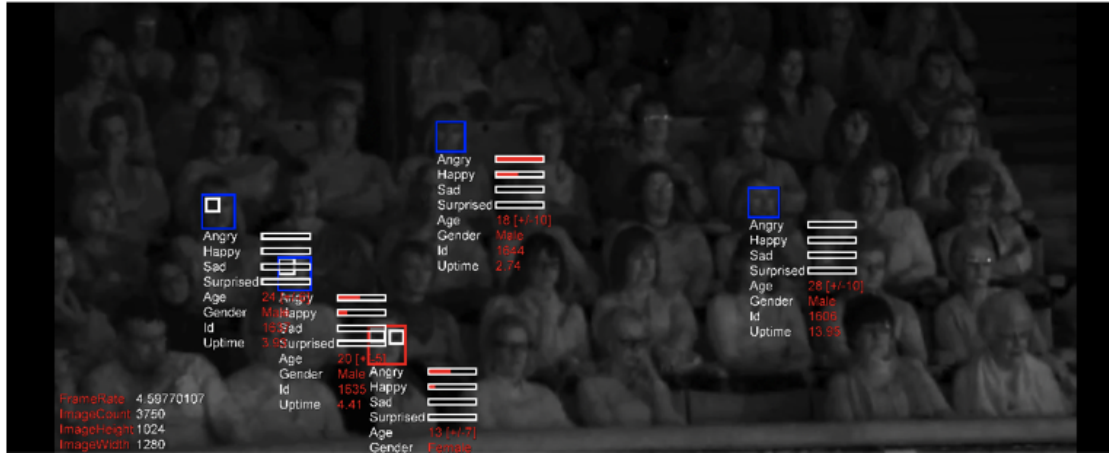 Angry
Happy
Sad
Surprised
Age 18 [+/-10]
Gender Male
Id 1644
Uptime 2.74
Angry
Happy
Sad
Surprised
Age 24
Gender
Id
Uptime
Angry
Happy
Sad
Surprised
Age 28 [+/-10]
Gender Male
Id 1606
Uptime 13.95
Angry
Happy
Sad
Surprised
Age 20 [+/-5]
Gender Male
Id 1635
Uptime 4.41
Angry
Happy
Sad
Surprised
Age 13 [+/-7]
Gender Female
FrameRate 4.59770107
ImageCount 3750
ImageHeight 1024
ImageWidth 1280